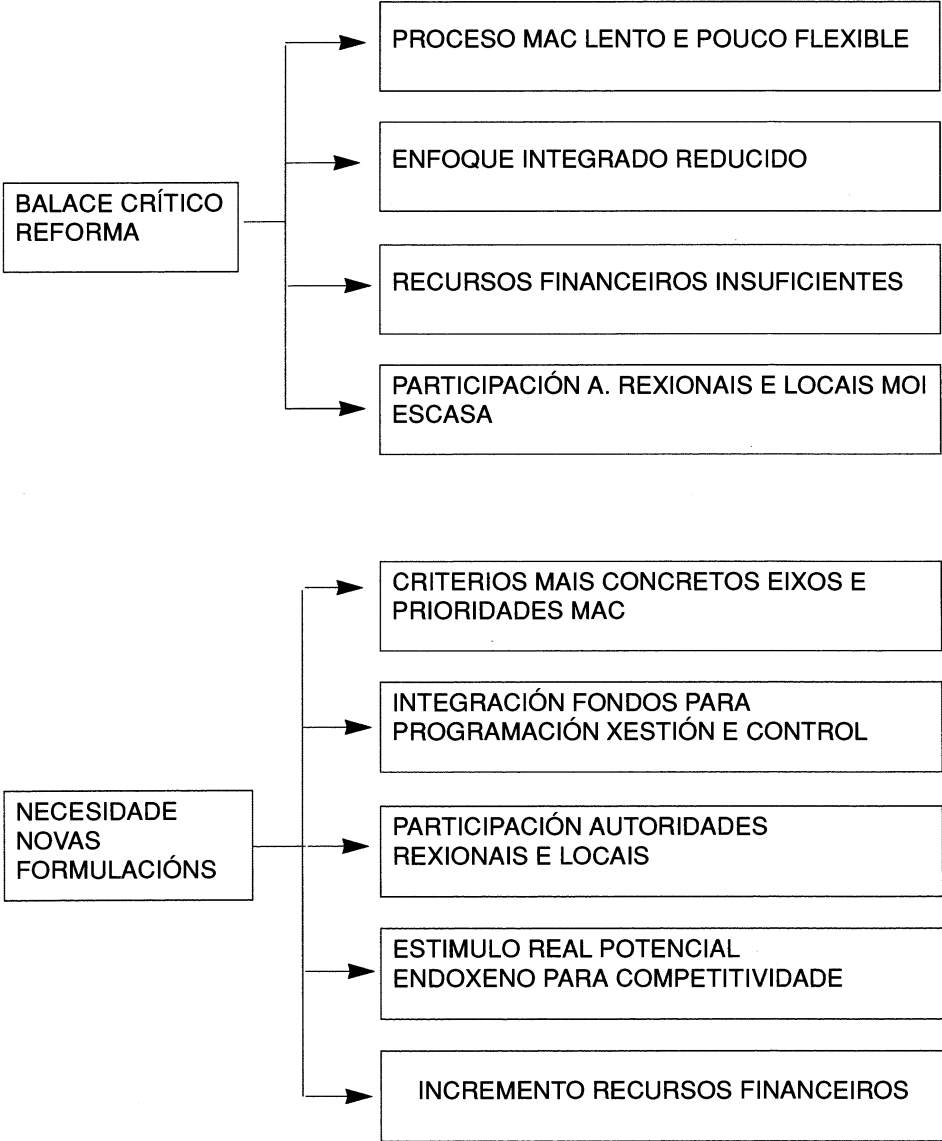 BALACE CRÍTICO
REFORMA
PROCESO MAC LENTO E POUCO FLEXIBLE
ENFOQUE INTEGRADO REDUCIDO
RECURSOS FINANCEIROS INSUFICIENTES
PARTICIPACIÓN A. REXIONAIS E LOCAIS MOI
ESCASA
NECESIDADE
NOVAS
FORMULACIÓNS
CRITERIOS MAIS CONCRETOS EIXOS E
PRIORIDADES MAC
INTEGRACIÓN FONDOS PARA
PROGRAMACIÓN XESTIÓN E CONTROL
PARTICIPACIÓN AUTORIDADES
REXIONAIS E LOCAIS
ESTIMULO REAL POTENCIAL
ENDOXENO PARA COMPETITIVIDADE
INCREMENTO RECURSOS FINANCEIROS